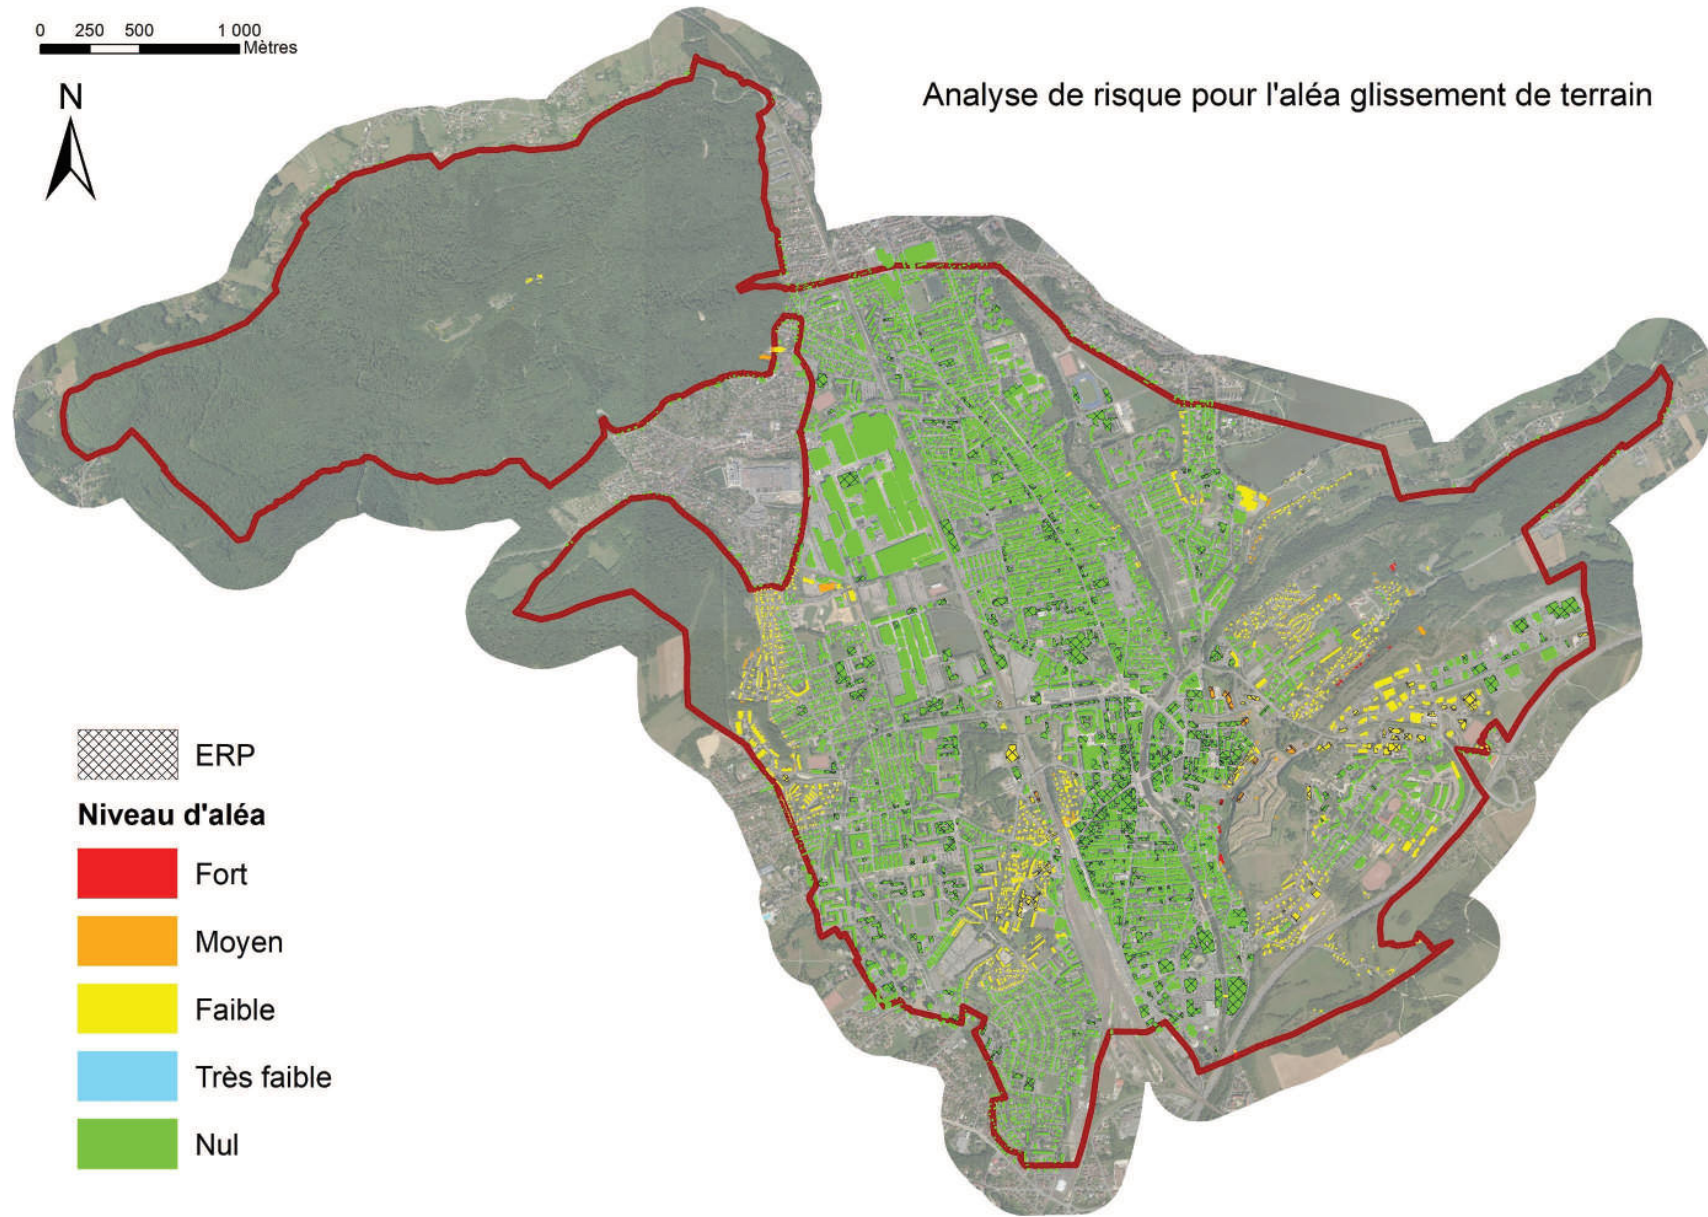 0 250 500 1 000
Mètres
N
Analyse de risque pour l'aléa glissement de terrain
ERP
Niveau d'aléa
Fort
Moyen
Faible
Très faible
Nul